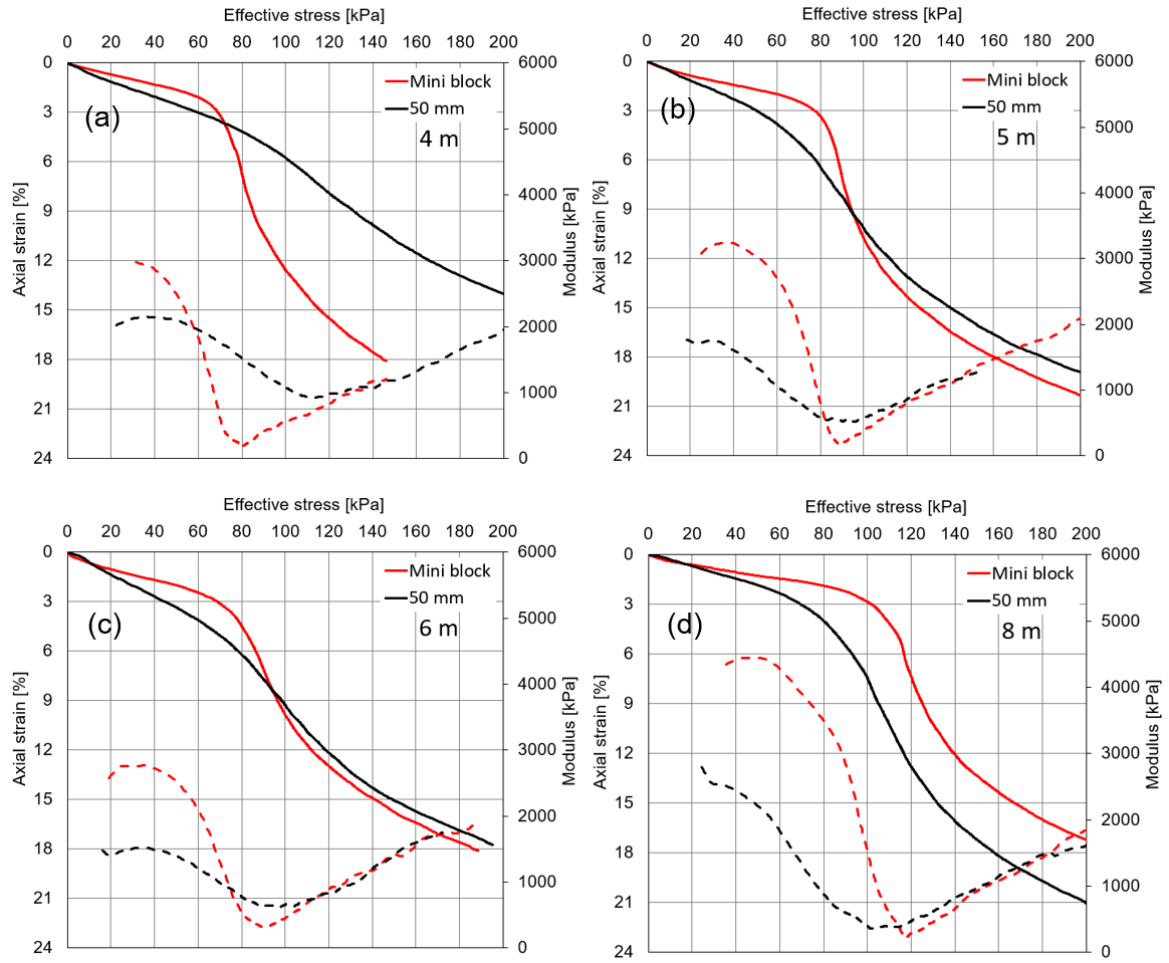 Effective stress [kPa]
0 20 40 60 80 100 120 140 160 180 200
0 3 6 9 12 15 18 21 24
Axial strain [%]
6000 5000 4000 3000 2000 1000 0
Modulus [kPa]
(a)
Mini block
50 mm
4 m
Effective stress [kPa]
0 20 40 60 80 100 120 140 160 180 200
0 3 6 9 12 15 18 21 24
Axial strain [%]
6000 5000 4000 3000 2000 1000 0
Modulus [kPa]
(b)
Mini block
50 mm
5 m
Effective stress [kPa]
0 20 40 60 80 100 120 140 160 180 200
0 3 6 9 12 15 18 21 24
Axial strain [%]
6000 5000 4000 3000 2000 1000 0
Modulus [kPa]
(c)
Mini block
50 mm
6 m
Effective stress [kPa]
0 20 40 60 80 100 120 140 160 180 200
0 3 6 9 12 15 18 21 24
Axial strain [%]
6000 5000 4000 3000 2000 1000 0
Modulus [kPa]
(d)
Mini block
50 mm
8 m